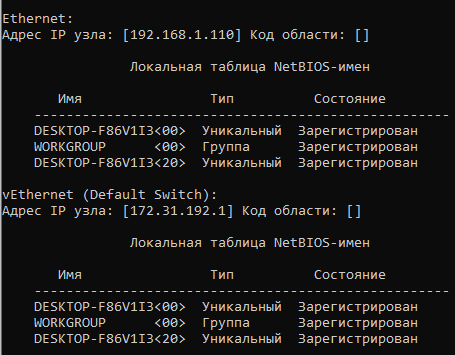 Ethernet:
Адрес IP узла: [192.168.1.110] Код области: []
Локальная таблица NetBIOS-имен
Имя Тип Состояние
---------------------------------------------------
DESKTOP-F86V1I3<00> Уникальный Зарегистрирован
WORKGROUP <00> Группа Зарегистрирован
DESKTOP-F86V1I3<20> Уникальный Зарегистрирован
vEthernet (Default Switch):
Адрес IP узла: [172.31.192.1] Код области: []
Локальная таблица NetBIOS-имен
Имя Тип Состояние
---------------------------------------------------
DESKTOP-F86V1I3<00> Уникальный Зарегистрирован
WORKGROUP <00> Группа Зарегистрирован
DESKTOP-F86V1I3<20> Уникальный Зарегистрирован